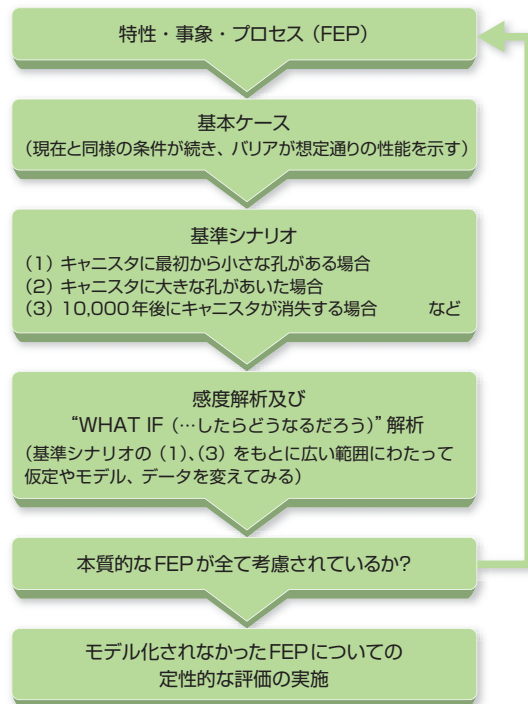 特性・事象・プロセス（FEP）
基本ケース
（現在と同様の条件が続き、バリアが想定通りの性能を示す）
基準シナリオ
（1）キャニスタに最初から小さな孔がある場合
（2）キャニスタに大きな孔があいた場合
（3）10,000年後にキャニスタが消失する場合　など
感度解析及び
“WHAT IF（…したらどうなるだろう）”解析
（基準シナリオの（1）、（3）をもとに広い範囲にわたって
仮定やモデル、データを変えてみる）
本質的なFEPが全て考慮されているか?
モデル化されなかったFEPについての
定性的な評価の実施